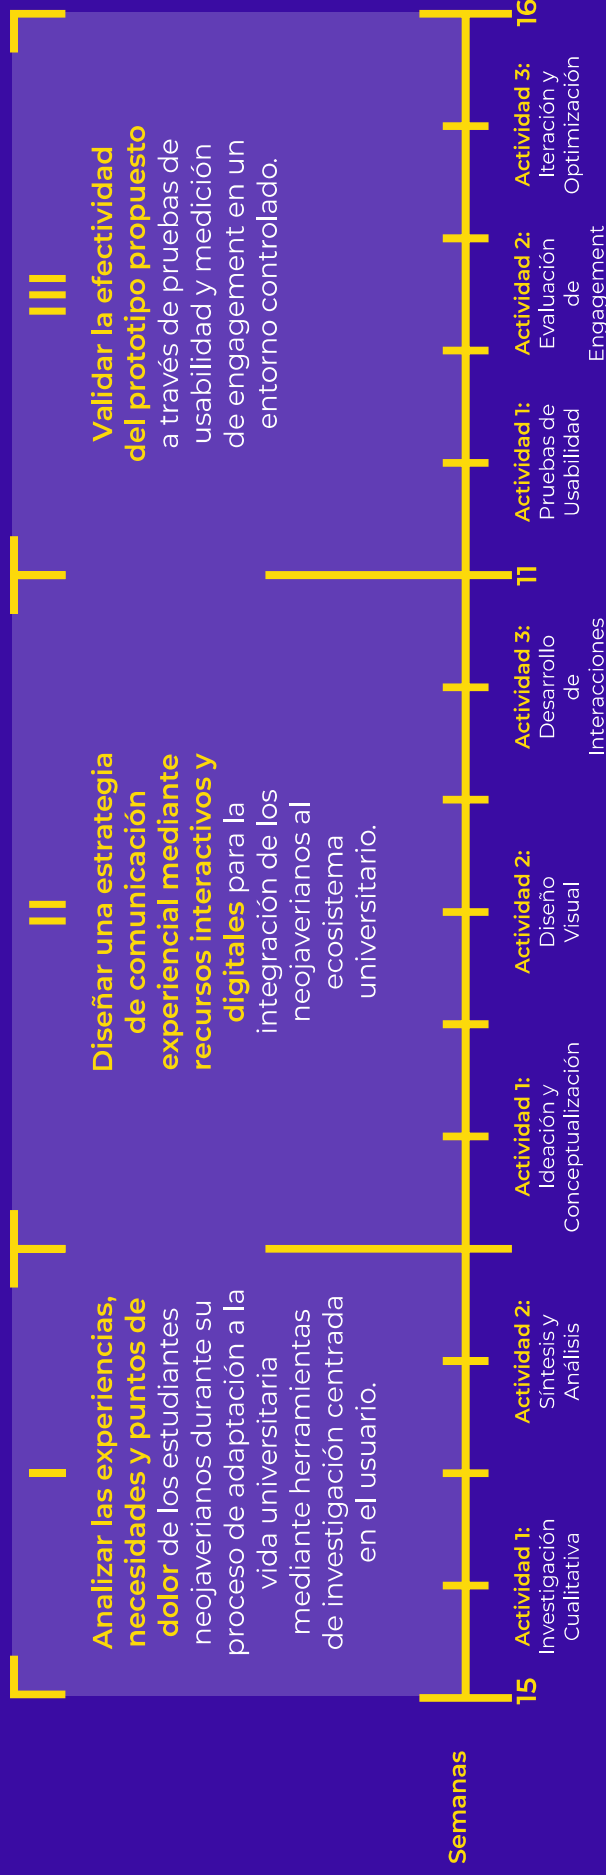 I
Analizar las experiencias,
necesidades y puntos de
dolor de los estudiantes
neojaverianos durante su
proceso de adaptación a la
vida universitaria
mediante herramientas
de investigación centrada
en el usuario.
II
Diseñar una estrategia
de comunicación
experiencial mediante
recursos interactivos y
digitales para la
integración de los
neojaverianos al
ecosistema
universitario.
III
Validar la efectividad
del prototipo propuesto
a través de pruebas de
usabilidad y medición
de engagement en un
entorno controlado.
Semanas
15
11
16
Actividad 1:
Investigación
Cualitativa
Actividad 2:
Síntesis y
Análisis
Actividad 1:
Ideación y
Conceptualización
Actividad 2:
Diseño
Visual
Actividad 3:
Desarrollo
de
Interacciones
Actividad 1:
Pruebas de
Usabilidad
Actividad 2:
Evaluación
de
Engagement
Actividad 3:
Iteración y
Optimización